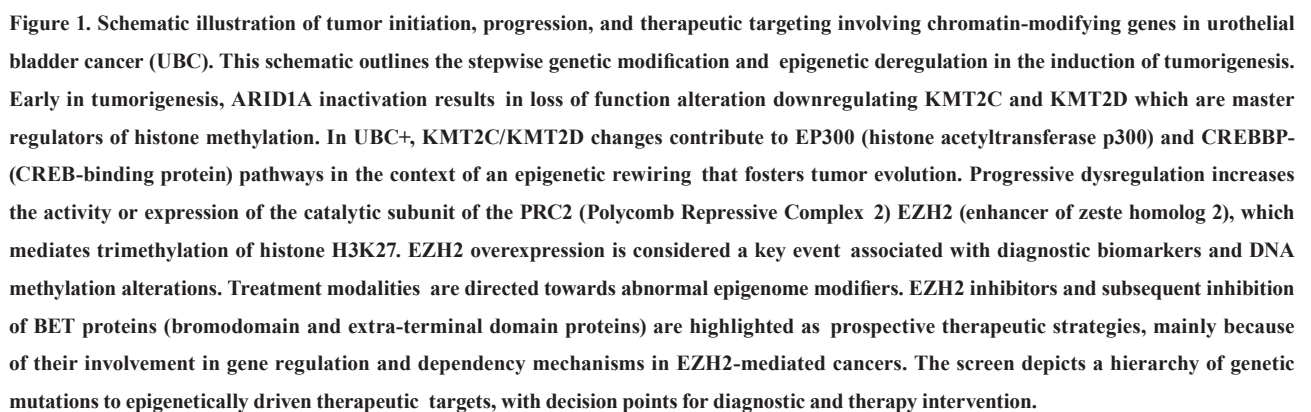 Figure 1. Schematic illustration of tumor initiation, progression, and therapeutic targeting involving chromatin-modifying genes in urothelial
bladder cancer (UBC). This schematic outlines the stepwise genetic modification and epigenetic deregulation in the induction of tumorigenesis.
Early in tumorigenesis, ARID1A inactivation results in loss of function alteration downregulating KMT2C and KMT2D which are master
regulators of histone methylation. In UBC+, KMT2C/KMT2D changes contribute to EP300 (histone acetyltransferase p300) and CREBBP-
(CREB-binding protein) pathways in the context of an epigenetic rewiring that fosters tumor evolution. Progressive dysregulation increases
the activity or expression of the catalytic subunit of the PRC2 (Polycomb Repressive Complex 2) EZH2 (enhancer of zeste homolog 2), which
mediates trimethylation of histone H3K27. EZH2 overexpression is considered a key event associated with diagnostic biomarkers and DNA
methylation alterations. Treatment modalities are directed towards abnormal epigenome modifiers. EZH2 inhibitors and subsequent inhibition
of BET proteins (bromodomain and extra-terminal domain proteins) are highlighted as prospective therapeutic strategies, mainly because
of their involvement in gene regulation and dependency mechanisms in EZH2-mediated cancers. The screen depicts a hierarchy of genetic
mutations to epigenetically driven therapeutic targets, with decision points for diagnostic and therapy intervention.